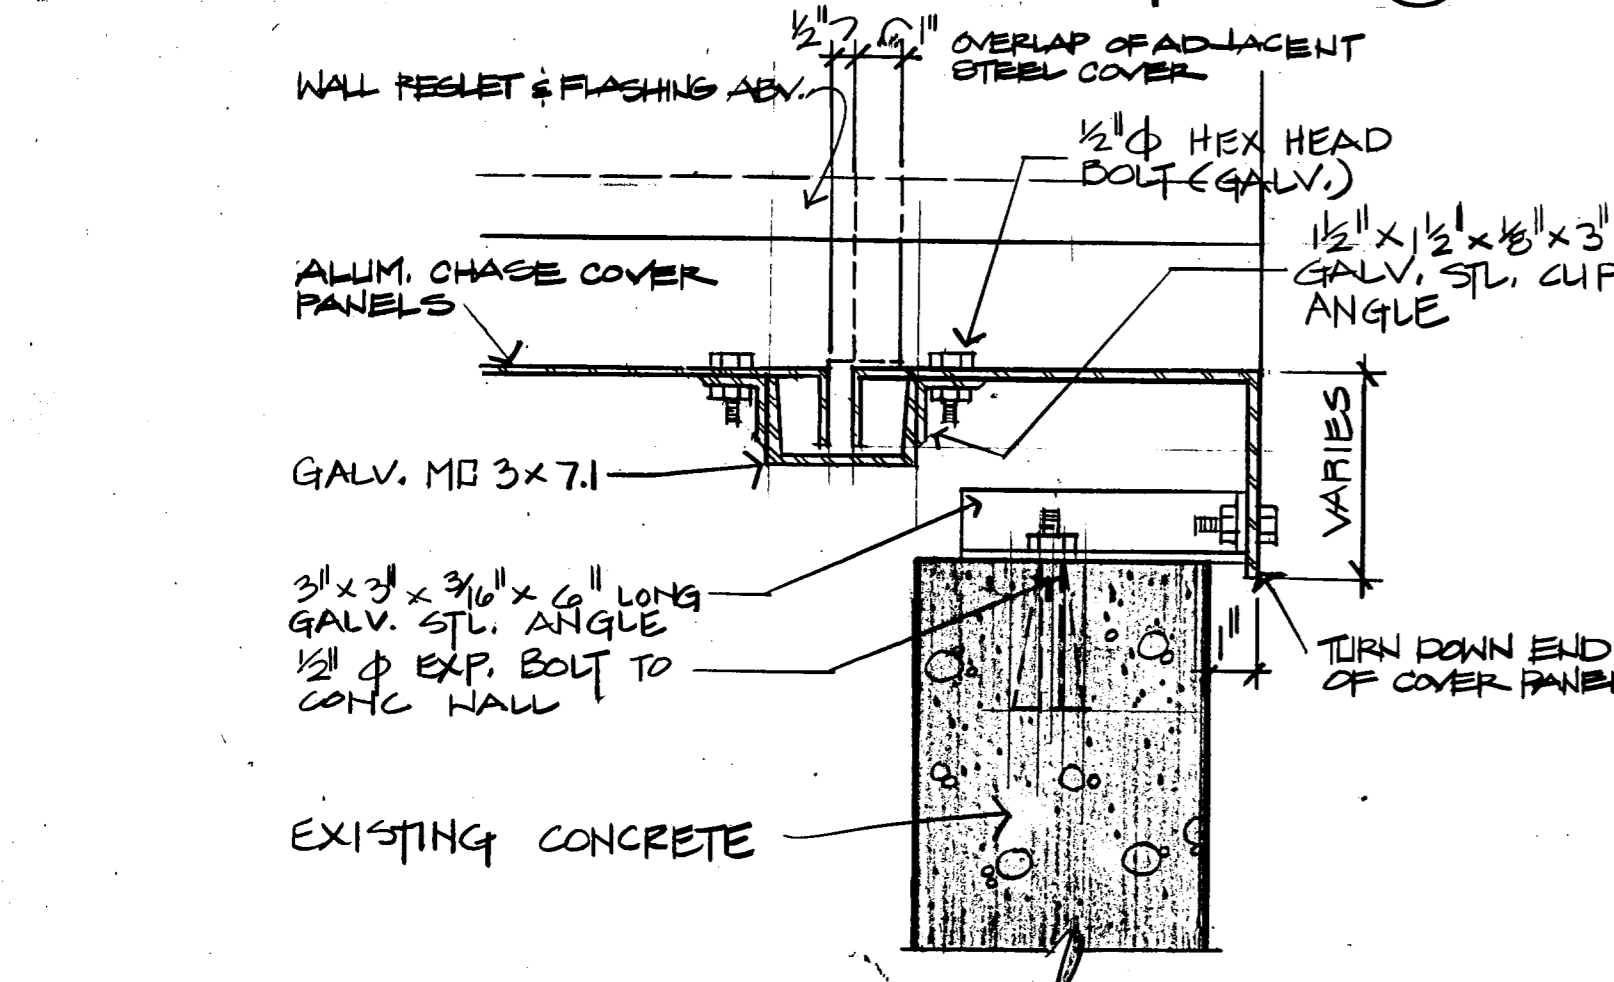 ½" 1" OVERLAP OF ADJACENT
STEEL COVER
WALL REGLET & FLASHING ABV.
½" Φ HEX HEAD
BOLT (GALV.)
1½" x 1½" x ⅛" x 3"
GALV. STL. CLIP
ANGLE
ALUM. CHASE COVER
PANELS
VARIES
GALV. MC 3 x 7.1
3" x 3" x 3/16" x 6" LONG
GALV. STL. ANGLE
½" Φ EXP. BOLT TO
CONC WALL
1"
TURN DOWN END
OF COVER PANEL
EXISTING CONCRETE